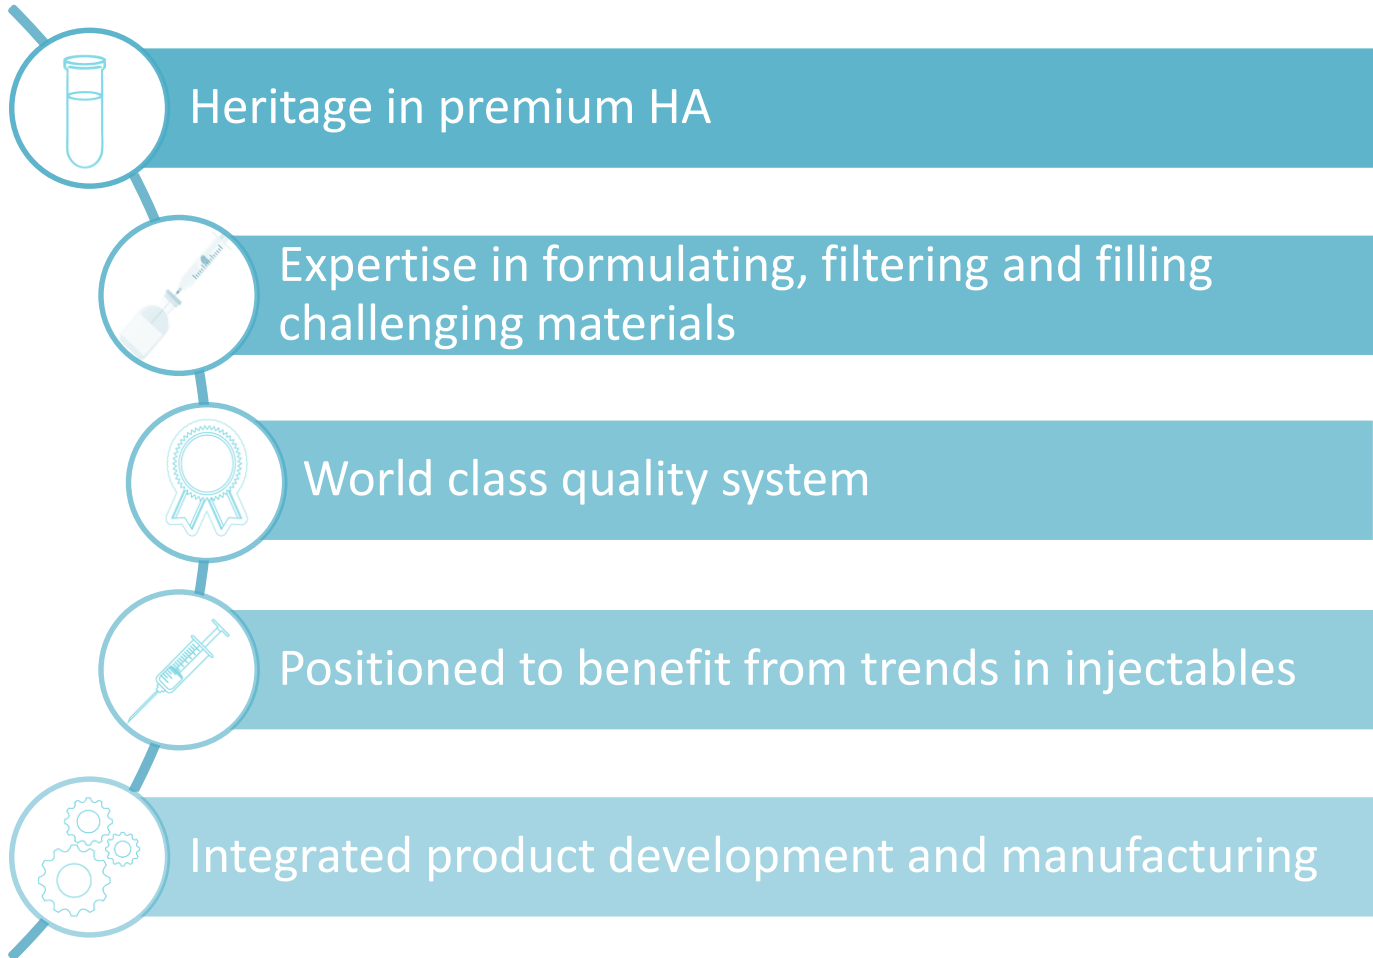 Heritage in premium HA
Expertise in formulating, filtering and filling
challenging materials
World class quality system
Positioned to benefit from trends in injectables
Integrated product development and manufacturing